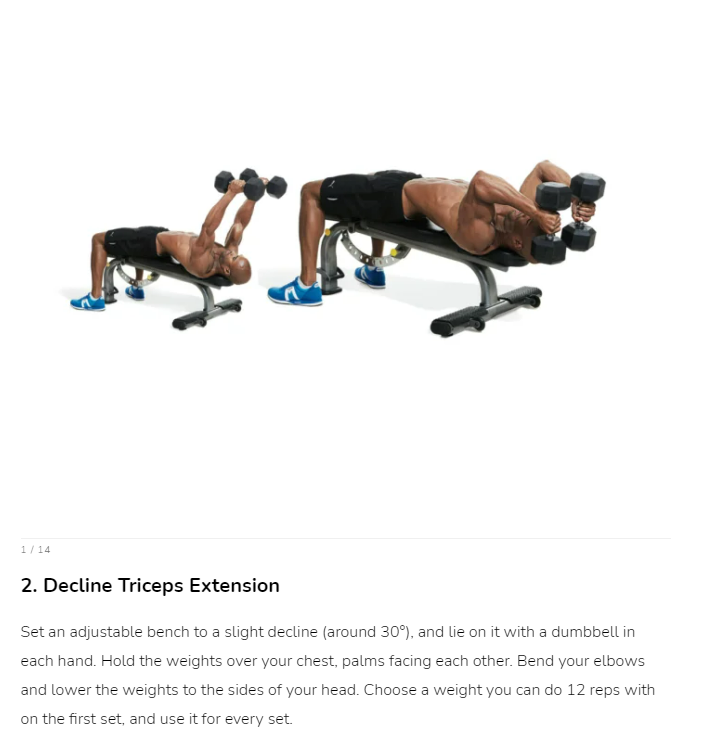 1 / 14
2. Decline Triceps Extension
Set an adjustable bench to a slight decline (around 30°), and lie on it with a dumbbell in
each hand. Hold the weights over your chest, palms facing each other. Bend your elbows
and lower the weights to the sides of your head. Choose a weight you can do 12 reps with
on the first set, and use it for every set.